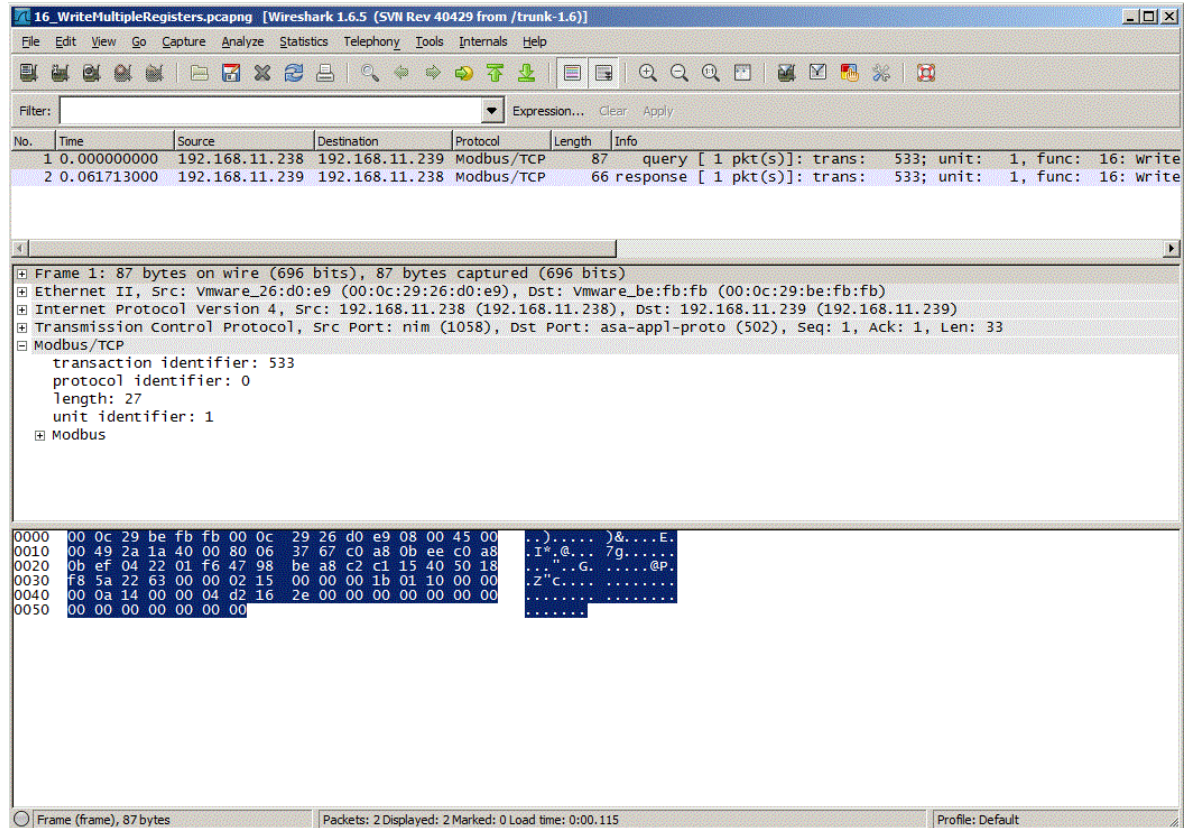 16_WriteMultipleRegisters.pcapng [Wireshark 1.6.5 (SVN Rev 40429 from /trunk-1.6)]
File Edit View Go Capture Analyze Statistics Telephony Tools Internals Help
Filter: Expression... Clear Apply
No. Time Source Destination Protocol Length Info
1 0.000000000 192.168.11.238 192.168.11.239 Modbus/TCP 87 query [ 1 pkt(s)]: trans: 533; unit: 1, func: 16: Write
2 0.061713000 192.168.11.239 192.168.11.238 Modbus/TCP 66 response [ 1 pkt(s)]: trans: 533; unit: 1, func: 16: Write
Frame 1: 87 bytes on wire (696 bits), 87 bytes captured (696 bits)
Ethernet II, Src: Vmware_26:d0:e9 (00:0c:29:26:d0:e9), Dst: Vmware_be:fb:fb (00:0c:29:be:fb:fb)
Internet Protocol Version 4, Src: 192.168.11.238 (192.168.11.238), Dst: 192.168.11.239 (192.168.11.239)
Transmission Control Protocol, Src Port: nim (1058), Dst Port: asa-appl-proto (502), Seq: 1, Ack: 1, Len: 33
Modbus/TCP
transaction identifier: 533
protocol identifier: 0
length: 27
unit identifier: 1
Modbus
0000 00 0c 29 be fb fb 00 0c 29 26 d0 e9 08 00 45 00 ..)..... )&....E.
0010 00 49 2a 1a 40 00 80 06 37 67 c0 a8 0b ee c0 a8 .I*.@... 7g......
0020 0b ef 04 22 01 f6 47 98 be a8 c2 c1 15 40 50 18 ..."..G. .....@P.
0030 f8 5a 22 63 00 00 02 15 00 00 00 1b 01 10 00 00 .Z"c.... ........
0040 00 0a 14 00 00 04 d2 16 2e 00 00 00 00 00 00 00 ........ ........
0050 00 00 00 00 00 00 00 .......
Frame (frame), 87 bytes Packets: 2 Displayed: 2 Marked: 0 Load time: 0:00.115 Profile: Default